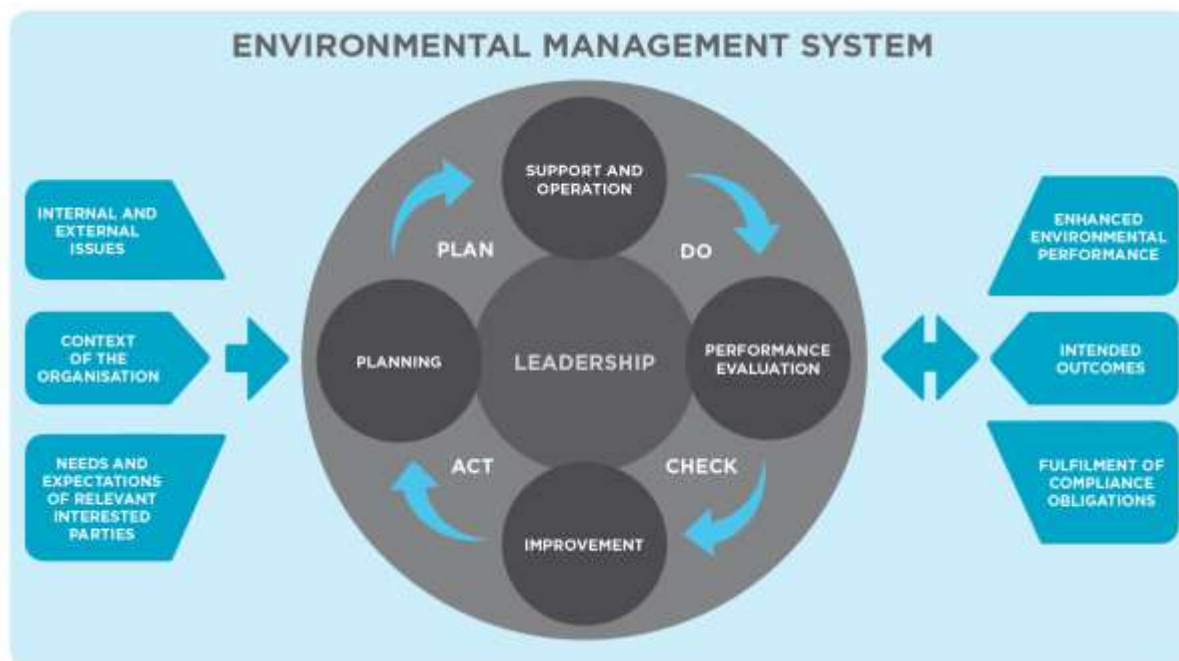 ENVIRONMENTAL MANAGEMENT SYSTEM
INTERNAL AND
EXTERNAL
ISSUES
CONTEXT
OF THE
ORGANISATION
NEEDS AND
EXPECTATIONS
OF RELEVANT
INTERESTED
PARTIES
SUPPORT AND
OPERATION
PLAN
DO
PLANNING
LEADERSHIP
PERFORMANCE
EVALUATION
ACT
CHECK
IMPROVEMENT
ENHANCED
ENVIRONMENTAL
PERFORMANCE
INTENDED
OUTCOMES
FULFILMENT OF
COMPLIANCE
OBLIGATIONS